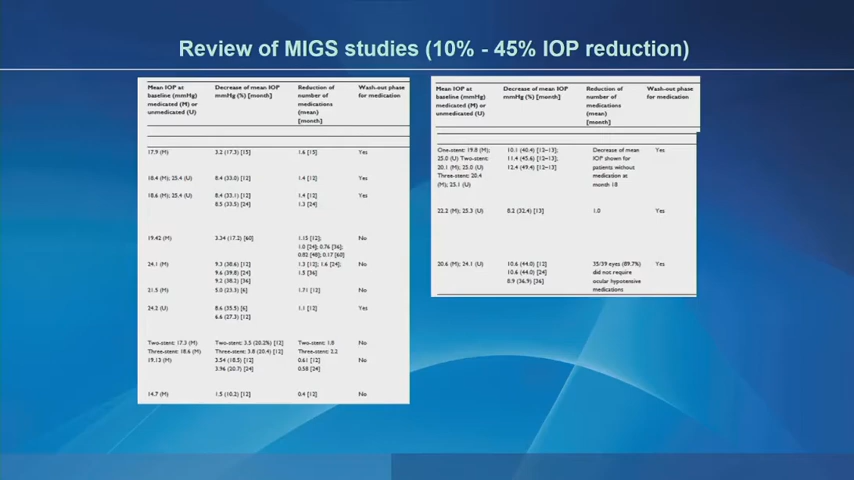 Review of MIGS studies (10% - 45% IOP reduction)
Mean IOP at baseline (mmHg) medicated (M) or unmedicated (U) Decrease of mean IOP mmHg (%) [month] Reduction of number of medications (mean) [month] Wash-out phase for medication
17.9 (M) 3.2 (17.3) [15] 1.6 [15] Yes
18.4 (M); 25.4 (U) 8.4 (33.0) [12] 1.4 [12] Yes
18.6 (M); 25.4 (U) 8.4 (33.1) [12] 1.4 [12] Yes
8.5 (33.5) [24] 1.3 [24]
19.42 (M) 3.34 (17.2) [60] 1.15 [12]; No
1.0 [24]; 0.76 [36];
0.82 [48]; 0.17 [60]
24.1 (M) 9.3 (38.6) [12] 1.3 [12]; 1.6 [24]; No
9.6 (39.8) [24] 1.5 [36]
9.2 (38.2) [36]
21.5 (M) 5.0 (23.3) [6] 1.71 [12] No
24.2 (U) 8.6 (35.5) [6] 1.1 [12] Yes
6.6 (27.3) [12]
Two-stent: 17.3 (M) Two-stent: 3.5 (20.2%) [12] Two-stent: 1.8 No
Three-stent: 18.6 (M) Three-stent: 3.8 (20.4) [12] Three-stent: 2.2
19.13 (M) 3.54 (18.5) [12] 0.61 [12] No
3.96 (20.7) [24] 0.58 [24]
14.7 (M) 1.5 (10.2) [12] 0.4 [12] No
Mean IOP at baseline (mmHg) medicated (M) or unmedicated (U) Decrease of mean IOP mmHg (%) [month] Reduction of number of medications (mean) [month] Wash-out phase for medication
One-stent: 19.8 (M); 10.1 (40.4) [12–13]; Decrease of mean Yes
25.0 (U) Two-stent: 11.4 (45.6) [12–13]; IOP shown for
20.1 (M); 25.0 (U) 12.4 (49.4) [12–13] patients without
Three-stent: 20.4 medication at
(M); 25.1 (U) month 18
22.2 (M); 25.3 (U) 8.2 (32.4) [13] 1.0 Yes
20.6 (M); 24.1 (U) 10.6 (44.0) [12] 35/39 eyes (89.7%) Yes
10.6 (44.0) [24] did not require
8.9 (36.9) [36] ocular hypotensive
medications